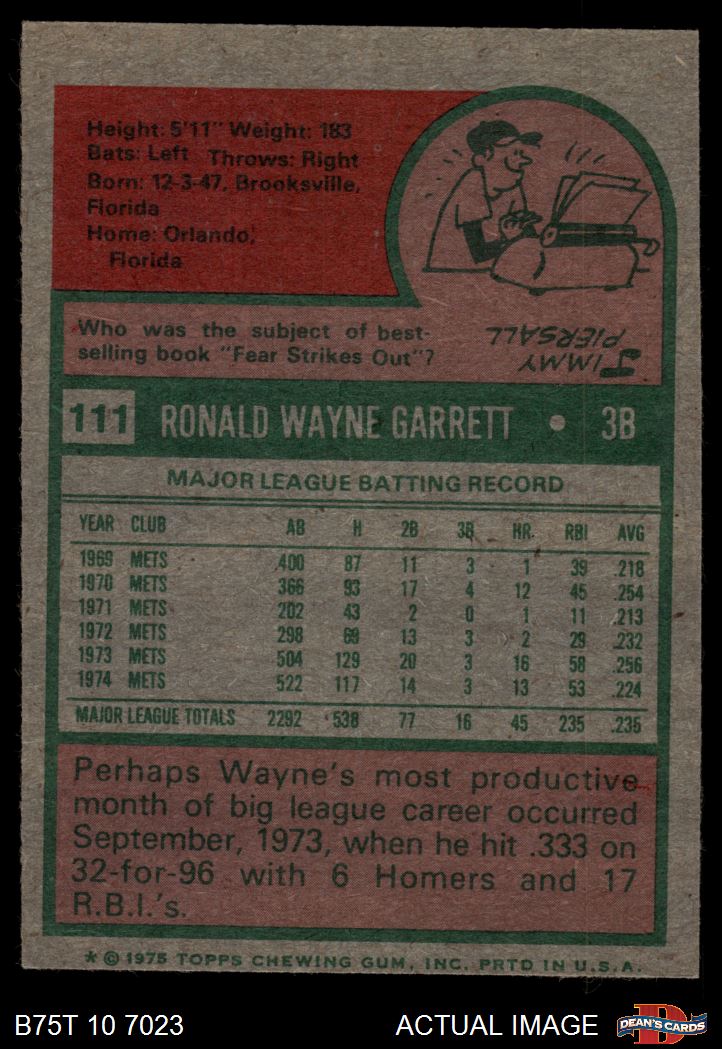 Height: 5'11" Weight: 183
Bats: Left Throws: Right
Born: 12-3-47, Brooksville,
Florida
Home: Orlando,
Florida
Who was the subject of best-
selling book "Fear Strikes Out"?
JIMMY
PIERSALL
111 RONALD WAYNE GARRETT • 3B
MAJOR LEAGUE BATTING RECORD
YEAR CLUB AB H 2B 3B HR. RBI AVG
1969 METS 400 87 11 3 1 39 .218
1970 METS 366 93 17 4 12 45 .254
1971 METS 202 43 2 0 1 11 .213
1972 METS 298 69 13 3 2 29 .232
1973 METS 504 129 20 3 16 58 .256
1974 METS 522 117 14 3 13 53 .224
MAJOR LEAGUE TOTALS 2292 538 77 16 45 235 .235
Perhaps Wayne's most productive
month of big league career occurred
September, 1973, when he hit .333 on
32-for-96 with 6 Homers and 17
R.B.I.'s.
* © 1975 TOPPS CHEWING GUM, INC. PRTD IN U.S.A.
B75T 10 7023 ACTUAL IMAGE
D
DEAN'S CARDS